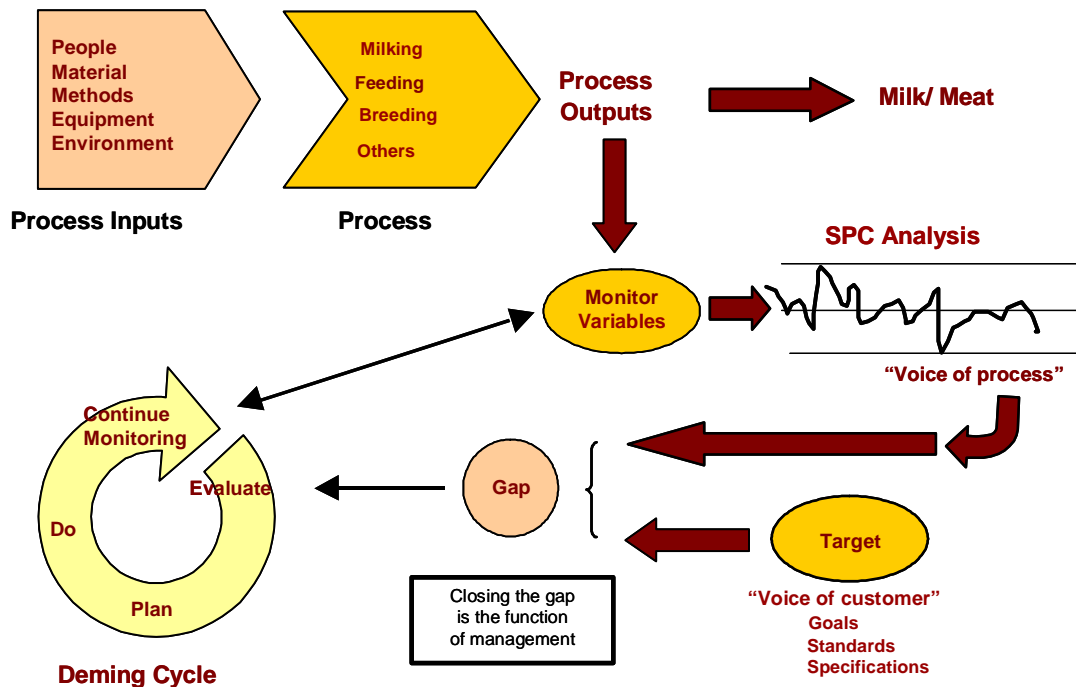 People
Material
Methods
Equipment
Environment
Process Inputs
Milking
Feeding
Breeding
Others
Process
Process
Outputs
Milk/ Meat
SPC Analysis
Monitor
Variables
“Voice of process”
Continue
Monitoring
Evaluate
Do
Plan
Deming Cycle
Gap
Closing the gap
is the function
of management
Target
“Voice of customer”
Goals
Standards
Specifications